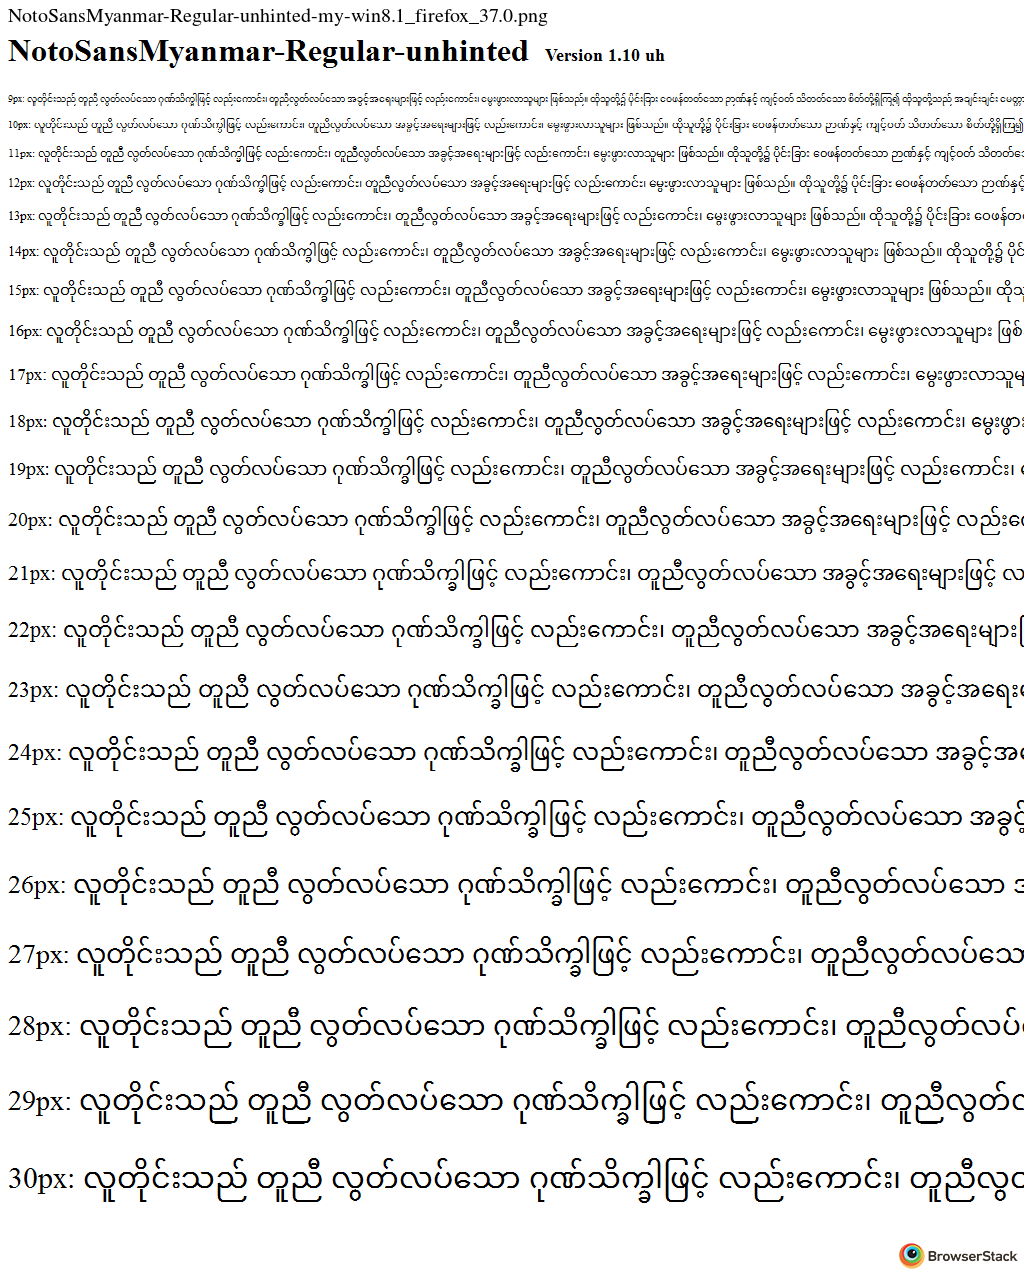 NotoSansMyanmar-Regular-unhinted-my-win8.1_firefox_37.0.png
NotoSansMyanmar-Regular-unhinted Version 1.10 uh
9px: လူတိုင်းသည် တူညီ လွတ်လပ်သော ဂုဏ်သိက္ခါဖြင့် လည်းကောင်း၊ တူညီလွတ်လပ်သော အခွင့်အရေးများဖြင့် လည်းကောင်း၊ မွေးဖွားလာသူများ ဖြစ်သည်။ ထိုသူတို့၌ ပိုင်းခြား ဝေဖန်တတ်သော ဉာဏ်နှင့် ကျင့်ဝတ် သိတတ်သော စိတ်တို့ရှိကြ၍ ထိုသူတို့သည် အချင်းချင်း မေတ္တာ
10px: လူတိုင်းသည် တူညီ လွတ်လပ်သော ဂုဏ်သိက္ခါဖြင့် လည်းကောင်း၊ တူညီလွတ်လပ်သော အခွင့်အရေးများဖြင့် လည်းကောင်း၊ မွေးဖွားလာသူများ ဖြစ်သည်။ ထိုသူတို့၌ ပိုင်းခြား ဝေဖန်တတ်သော ဉာဏ်နှင့် ကျင့်ဝတ် သိတတ်သော စိတ်တို့ရှိကြ၍
11px: လူတိုင်းသည် တူညီ လွတ်လပ်သော ဂုဏ်သိက္ခါဖြင့် လည်းကောင်း၊ တူညီလွတ်လပ်သော အခွင့်အရေးများဖြင့် လည်းကောင်း၊ မွေးဖွားလာသူများ ဖြစ်သည်။ ထိုသူတို့၌ ပိုင်းခြား ဝေဖန်တတ်သော ဉာဏ်နှင့် ကျင့်ဝတ် သိတတ်သေ
12px: လူတိုင်းသည် တူညီ လွတ်လပ်သော ဂုဏ်သိက္ခါဖြင့် လည်းကောင်း၊ တူညီလွတ်လပ်သော အခွင့်အရေးများဖြင့် လည်းကောင်း၊ မွေးဖွားလာသူများ ဖြစ်သည်။ ထိုသူတို့၌ ပိုင်းခြား ဝေဖန်တတ်သော ဉာဏ်နှင့်
13px: လူတိုင်းသည် တူညီ လွတ်လပ်သော ဂုဏ်သိက္ခါဖြင့် လည်းကောင်း၊ တူညီလွတ်လပ်သော အခွင့်အရေးများဖြင့် လည်းကောင်း၊ မွေးဖွားလာသူများ ဖြစ်သည်။ ထိုသူတို့၌ ပိုင်းခြား ဝေဖန်တ
14px: လူတိုင်းသည် တူညီ လွတ်လပ်သော ဂုဏ်သိက္ခါဖြင့် လည်းကောင်း၊ တူညီလွတ်လပ်သော အခွင့်အရေးများဖြင့် လည်းကောင်း၊ မွေးဖွားလာသူများ ဖြစ်သည်။ ထိုသူတို့၌ ပိုင်
15px: လူတိုင်းသည် တူညီ လွတ်လပ်သော ဂုဏ်သိက္ခါဖြင့် လည်းကောင်း၊ တူညီလွတ်လပ်သော အခွင့်အရေးများဖြင့် လည်းကောင်း၊ မွေးဖွားလာသူများ ဖြစ်သည်။ ထိုသူ
16px: လူတိုင်းသည် တူညီ လွတ်လပ်သော ဂုဏ်သိက္ခါဖြင့် လည်းကောင်း၊ တူညီလွတ်လပ်သော အခွင့်အရေးများဖြင့် လည်းကောင်း၊ မွေးဖွားလာသူများ ဖြစ်
17px: လူတိုင်းသည် တူညီ လွတ်လပ်သော ဂုဏ်သိက္ခါဖြင့် လည်းကောင်း၊ တူညီလွတ်လပ်သော အခွင့်အရေးများဖြင့် လည်းကောင်း၊ မွေးဖွားလာသူမ
18px: လူတိုင်းသည် တူညီ လွတ်လပ်သော ဂုဏ်သိက္ခါဖြင့် လည်းကောင်း၊ တူညီလွတ်လပ်သော အခွင့်အရေးများဖြင့် လည်းကောင်း၊ မွေးဖွား
19px: လူတိုင်းသည် တူညီ လွတ်လပ်သော ဂုဏ်သိက္ခါဖြင့် လည်းကောင်း၊ တူညီလွတ်လပ်သော အခွင့်အရေးများဖြင့် လည်းကောင်း၊
20px: လူတိုင်းသည် တူညီ လွတ်လပ်သော ဂုဏ်သိက္ခါဖြင့် လည်းကောင်း၊ တူညီလွတ်လပ်သော အခွင့်အရေးများဖြင့် လည်းကေ
21px: လူတိုင်းသည် တူညီ လွတ်လပ်သော ဂုဏ်သိက္ခါဖြင့် လည်းကောင်း၊ တူညီလွတ်လပ်သော အခွင့်အရေးများဖြင့် လ
22px: လူတိုင်းသည် တူညီ လွတ်လပ်သော ဂုဏ်သိက္ခါဖြင့် လည်းကောင်း၊ တူညီလွတ်လပ်သော အခွင့်အရေးများ
23px: လူတိုင်းသည် တူညီ လွတ်လပ်သော ဂုဏ်သိက္ခါဖြင့် လည်းကောင်း၊ တူညီလွတ်လပ်သော အခွင့်အရေး
24px: လူတိုင်းသည် တူညီ လွတ်လပ်သော ဂုဏ်သိက္ခါဖြင့် လည်းကောင်း၊ တူညီလွတ်လပ်သော အခွင့်အရ
25px: လူတိုင်းသည် တူညီ လွတ်လပ်သော ဂုဏ်သိက္ခါဖြင့် လည်းကောင်း၊ တူညီလွတ်လပ်သော အခွင့်
26px: လူတိုင်းသည် တူညီ လွတ်လပ်သော ဂုဏ်သိက္ခါဖြင့် လည်းကောင်း၊ တူညီလွတ်လပ်သော
27px: လူတိုင်းသည် တူညီ လွတ်လပ်သော ဂုဏ်သိက္ခါဖြင့် လည်းကောင်း၊ တူညီလွတ်လပ်သော
28px: လူတိုင်းသည် တူညီ လွတ်လပ်သော ဂုဏ်သိက္ခါဖြင့် လည်းကောင်း၊ တူညီလွတ်လပ်
29px: လူတိုင်းသည် တူညီ လွတ်လပ်သော ဂုဏ်သိက္ခါဖြင့် လည်းကောင်း၊ တူညီလွတ်လ
30px: လူတိုင်းသည် တူညီ လွတ်လပ်သော ဂုဏ်သိက္ခါဖြင့် လည်းကောင်း၊ တူညီလွတ
BrowserStack